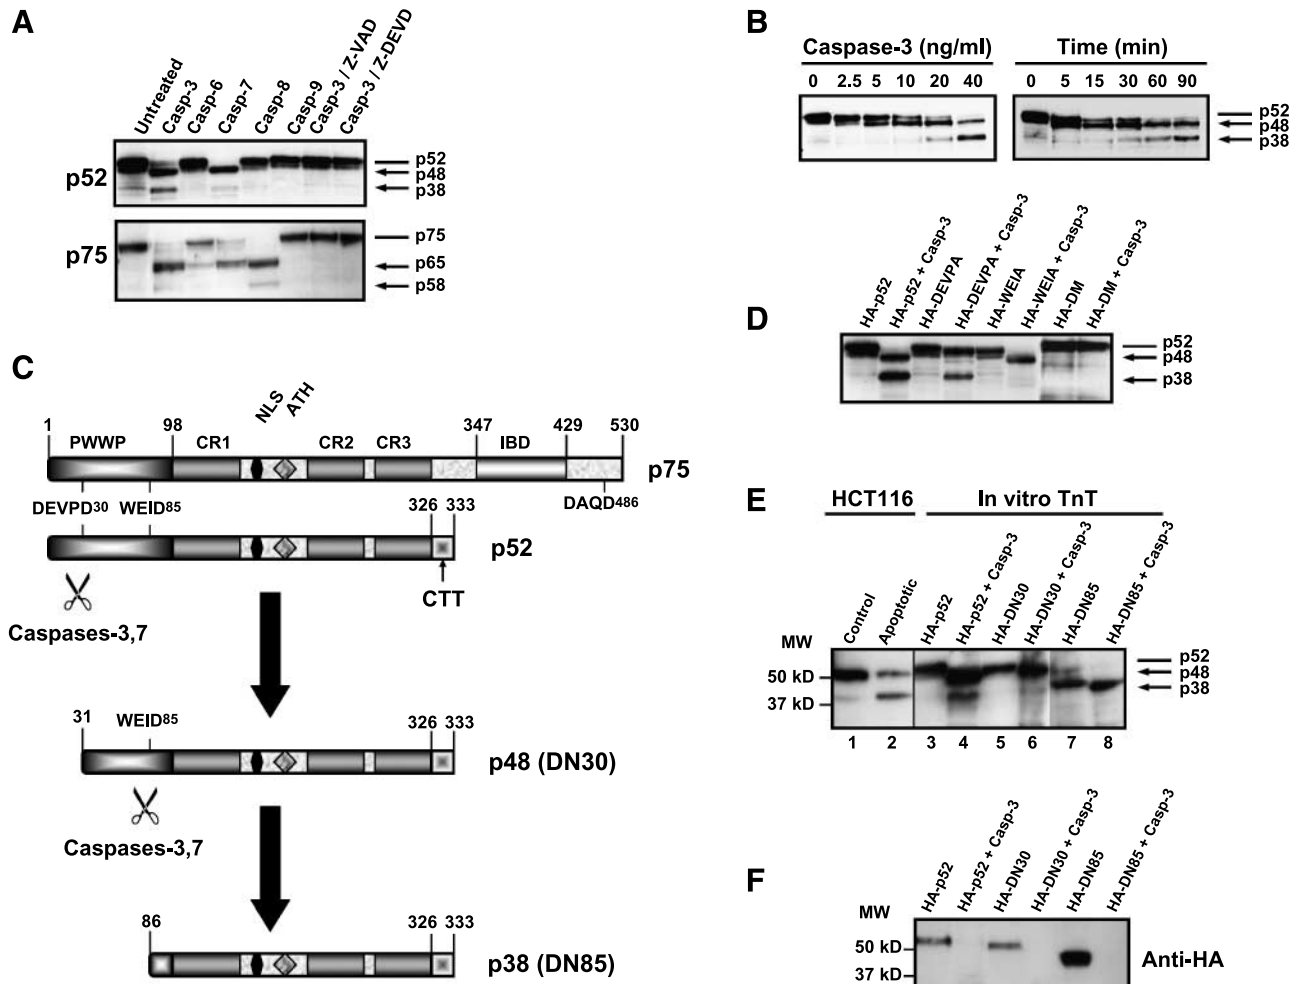 A
Untreated
Casp-3
Casp-6
Casp-7
Casp-8
Casp-9
Casp-3 / Z-VAD
Casp-3 / Z-DEVD
p52
p52
p48
p38
p75
p75
p65
p58
B
Caspase-3 (ng/ml)
0 2.5 5 10 20 40
Time (min)
0 5 15 30 60 90
p52
p48
p38
C
NLS
ATH
1 98 347 429 530
PWWP CR1 CR2 CR3 IBD
p75
DEVPD30 WEID85 DAQD486
326 333
p52
CTT
Caspases-3,7
31 WEID85 326 333
p48 (DN30)
Caspases-3,7
86 326 333
p38 (DN85)
D
HA-p52
HA-p52 + Casp-3
HA-DEVPA
HA-DEVPA + Casp-3
HA-WEIA
HA-WEIA + Casp-3
HA-DM
HA-DM + Casp-3
p52
p48
p38
E
HCT116 In vitro TnT
Control
Apoptotic
HA-p52
HA-p52 + Casp-3
HA-DN30
HA-DN30 + Casp-3
HA-DN85
HA-DN85 + Casp-3
MW
50 kD
37 kD
p52
p48
p38
1 2 3 4 5 6 7 8
F
HA-p52
HA-p52 + Casp-3
HA-DN30
HA-DN30 + Casp-3
HA-DN85
HA-DN85 + Casp-3
MW
50 kD
37 kD
Anti-HA